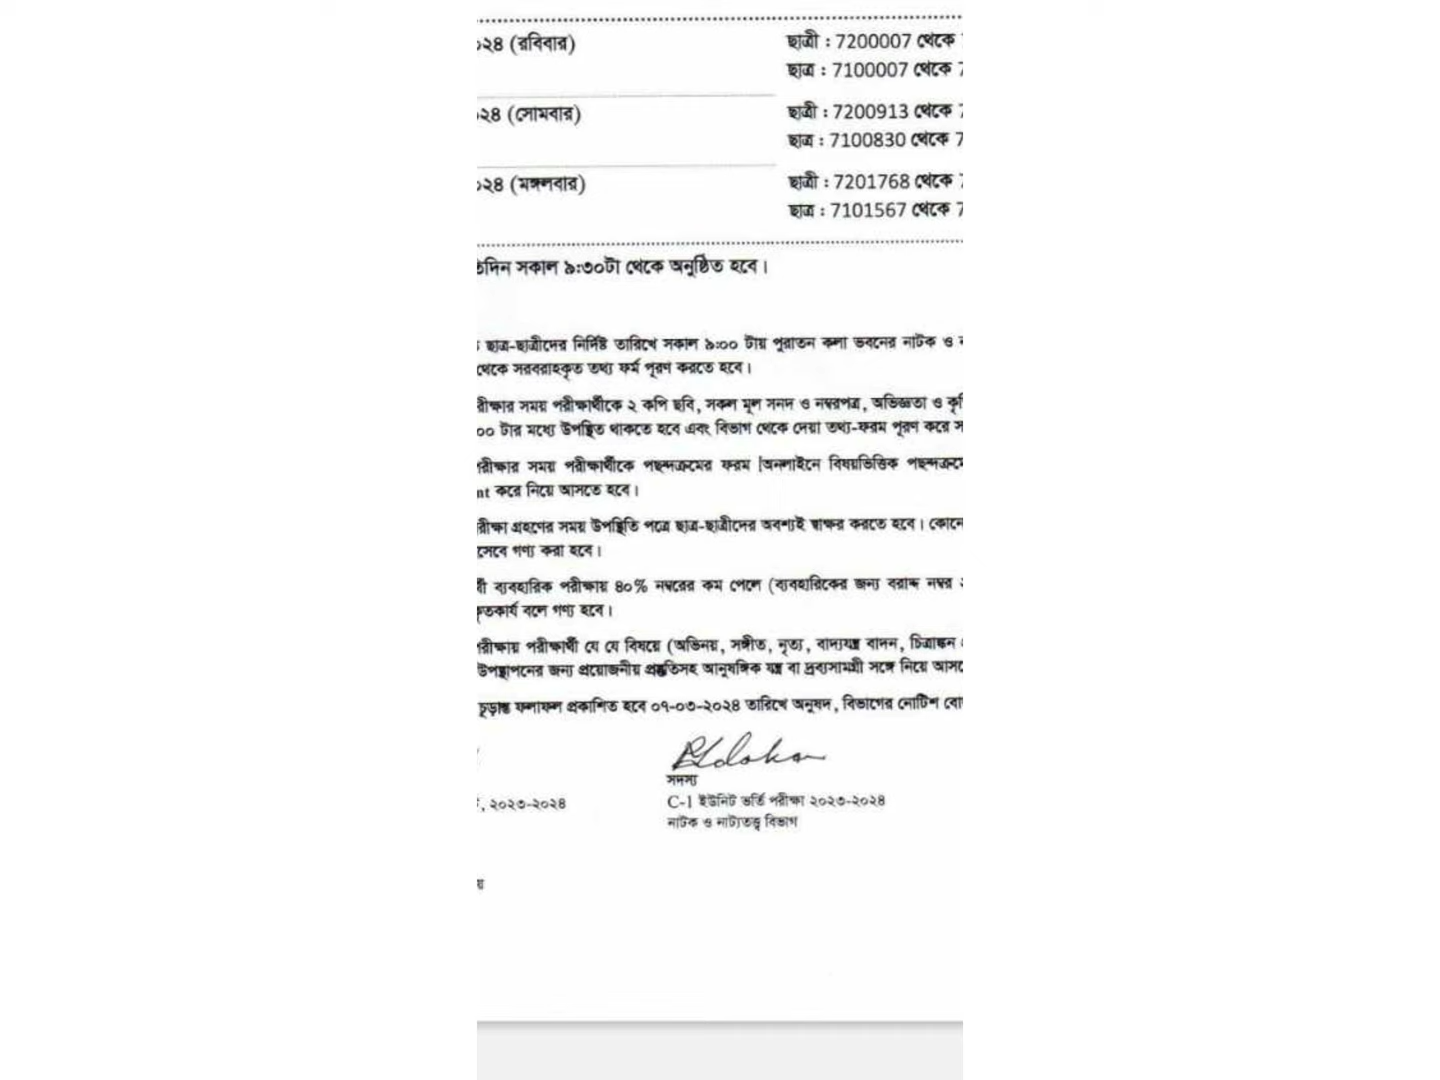 ২৪ (রবিবার)
ছাত্রী : 7200007 থেকে
ছাত্র : 7100007 থেকে 7
২৪ (সোমবার)
ছাত্রী : 7200913 থেকে
ছাত্র : 7100830 থেকে 7
২৪ (মঙ্গলবার)
ছাত্রী : 7201768 থেকে
ছাত্র : 7101567 থেকে 7
তিদিন সকাল ৯:৩০টা থেকে অনুষ্ঠিত হবে।
ছাত্র-ছাত্রীদের নির্দিষ্ট তারিখে সকাল ৯:০০ টায় পুরাতন কলা ভবনের নাটক ও
থেকে সরবরাহকৃত তথ্য ফর্ম পূরণ করতে হবে।
রীক্ষার সময় পরীক্ষার্থীকে ২ কপি ছবি, সকল মূল সনদ ও নম্বরপত্র, অভিজ্ঞতা ও কৃ
০০ টার মধ্যে উপস্থিত থাকতে হবে এবং বিভাগ থেকে দেয়া তথ্য-ফরম পূরণ করে স
রীক্ষার সময় পরীক্ষার্থীকে পছন্দক্রমের ফরম [অনলাইনে বিষয়ভিত্তিক পছন্দক্রমে
nt করে নিয়ে আসতে হবে।
রীক্ষা গ্রহণের সময় উপস্থিতি পত্রে ছাত্র-ছাত্রীদের অবশ্যই স্বাক্ষর করতে হবে। কোনে
সেবে গণ্য করা হবে।
র্থী ব্যবহারিক পরীক্ষায় ৪০% নম্বরের কম পেলে (ব্যবহারিকের জন্য বরাদ্দ নম্বর
কৃতকার্য বলে গণ্য হবে।
রীক্ষায় পরীক্ষার্থী যে যে বিষয়ে (অভিনয়, সঙ্গীত, নৃত্য, বাদ্যযন্ত্র বাদন, চিত্রাঙ্কন
উপস্থাপনের জন্য প্রয়োজনীয় প্রস্তুতিসহ আনুষঙ্গিক যন্ত্র বা দ্রব্যসামগ্রী সঙ্গে নিয়ে আসতে
চূড়ান্ত ফলাফল প্রকাশিত হবে ০৭-০৩-২০২৪ তারিখে অনুষদ, বিভাগের নোটিশ বো
সদস্য
, ২০২৩-২০২৪
C-1 ইউনিট ভর্তি পরীক্ষা ২০২৩-২০২৪
নাটক ও নাট্যতত্ত্ব বিভাগ
য়